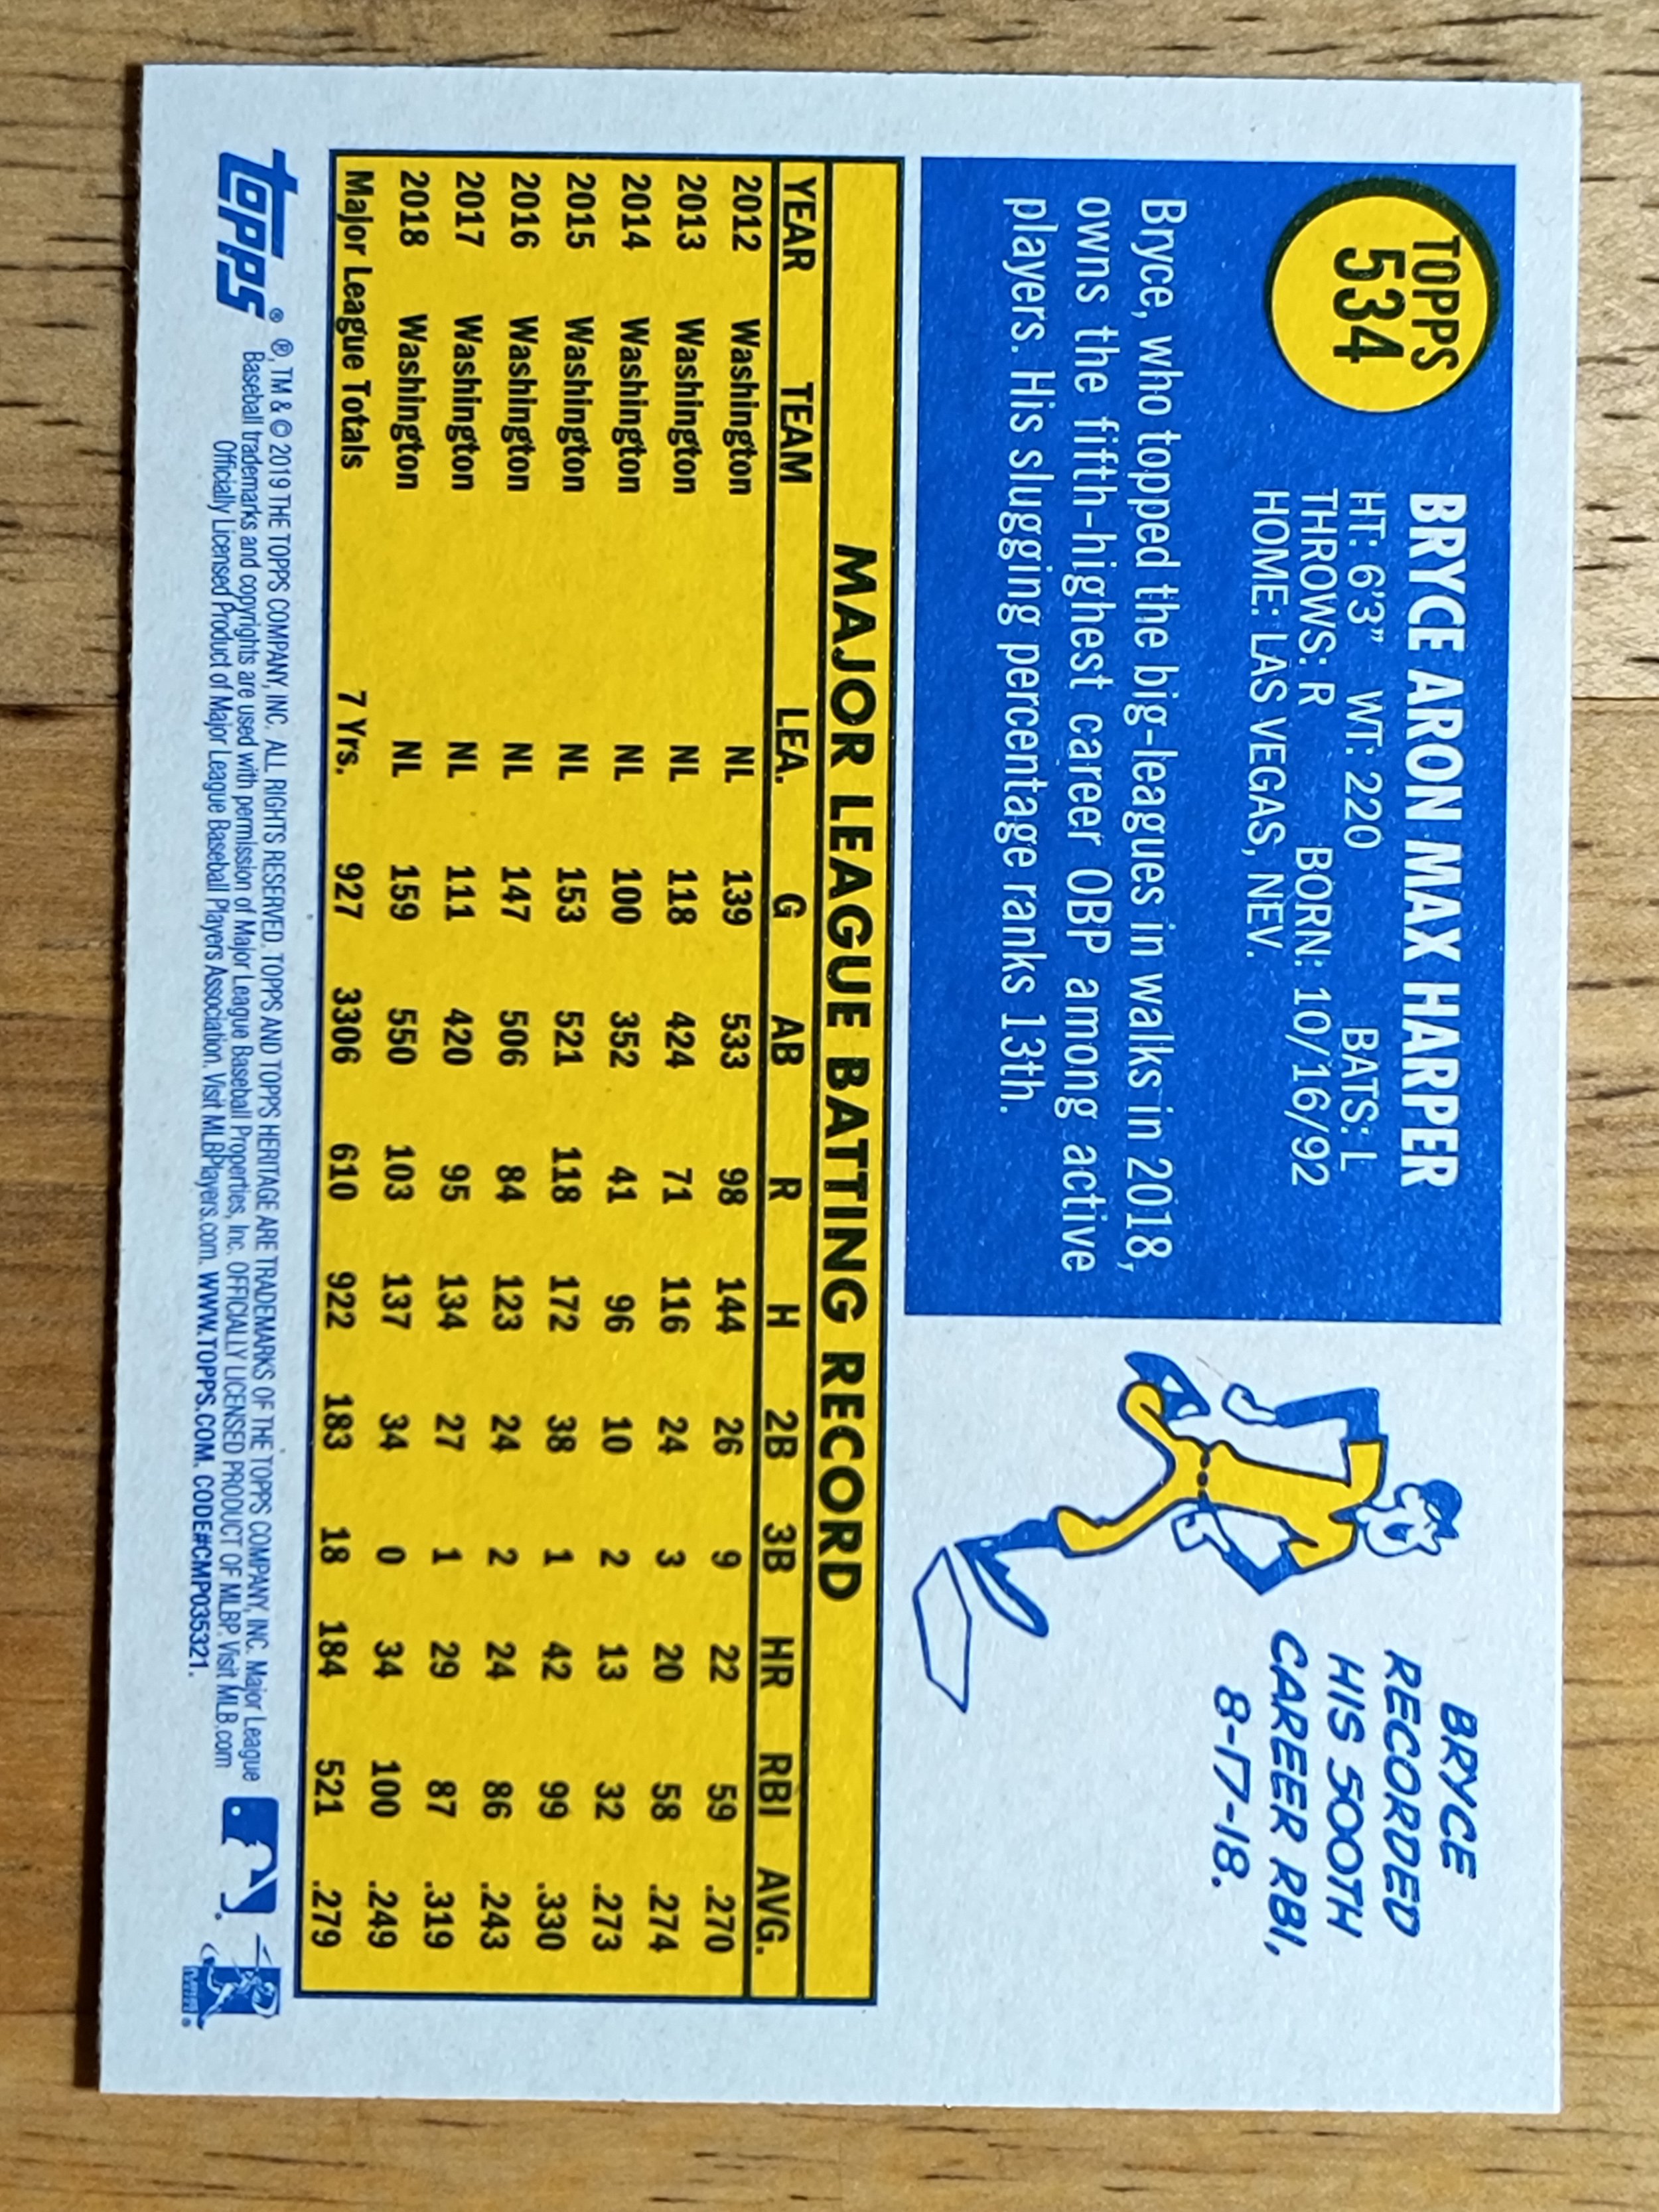 TOPPS
534
BRYCE ARON MAX HARPER
HT: 6'3" WT: 220 BATS: L
THROWS: R BORN: 10/16/92
HOME: LAS VEGAS, NEV.
Bryce, who topped the big-leagues in walks in 2018,
owns the fifth-highest career OBP among active
players. His slugging percentage ranks 13th.
BRYCE
RECORDED
HIS 500TH
CAREER RBI,
8-17-18.
MAJOR LEAGUE BATTING RECORD
YEAR TEAM LEA. G AB R H 2B 3B HR RBI AVG.
2012 Washington NL 139 533 98 144 26 9 22 59 .270
2013 Washington NL 118 424 71 116 24 3 20 58 .274
2014 Washington NL 100 352 41 96 10 2 13 32 .273
2015 Washington NL 153 521 118 172 38 1 42 99 .330
2016 Washington NL 147 506 84 123 24 2 24 86 .243
2017 Washington NL 111 420 95 134 27 1 29 87 .319
2018 Washington NL 159 550 103 137 34 0 34 100 .249
Major League Totals 7 Yrs. 927 3306 610 922 183 18 184 521 .279
topps®
®, TM & © 2019 THE TOPPS COMPANY, INC. ALL RIGHTS RESERVED. TOPPS AND TOPPS HERITAGE ARE TRADEMARKS OF THE TOPPS COMPANY, INC. Major League
Baseball trademarks and copyrights are used with permission of Major League Baseball Properties, Inc. OFFICIALLY LICENSED PRODUCT OF MLBP. Visit MLB.com
Officially Licensed Product of Major League Baseball Players Association. Visit MLBPlayers.com. WWW.TOPPS.COM. CODE#CMP035321.